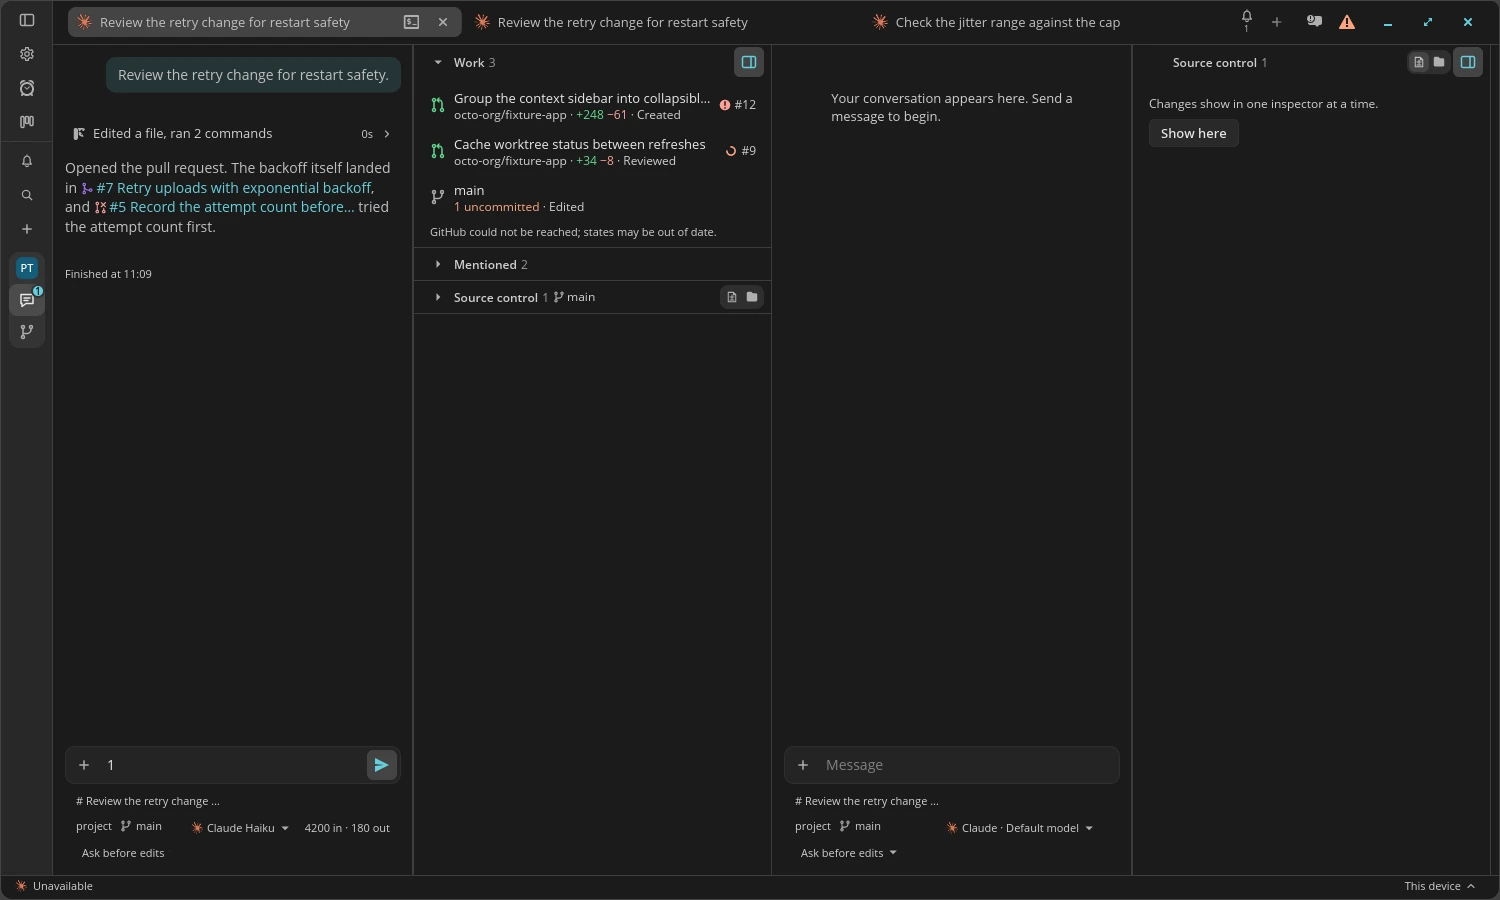 Review the retry change for restart safety
Review the retry change for restart safety
Check the jitter range against the cap
1
Review the retry change for restart safety.
Edited a file, ran 2 commands 0s
Opened the pull request. The backoff itself landed
in #7 Retry uploads with exponential backoff,
and #5 Record the attempt count before... tried
the attempt count first.
Finished at 11:09
PT
1
Work 3
Group the context sidebar into collapsibl... #12
octo-org/fixture-app · +248 −61 · Created
Cache worktree status between refreshes #9
octo-org/fixture-app · +34 −8 · Reviewed
main
1 uncommitted · Edited
GitHub could not be reached; states may be out of date.
Mentioned 2
Source control 1 main
Your conversation appears here. Send a
message to begin.
Source control 1
Changes show in one inspector at a time.
Show here
1
# Review the retry change ...
project main Claude Haiku 4200 in · 180 out
Ask before edits
Message
# Review the retry change ...
project main Claude · Default model
Ask before edits
Unavailable
This device